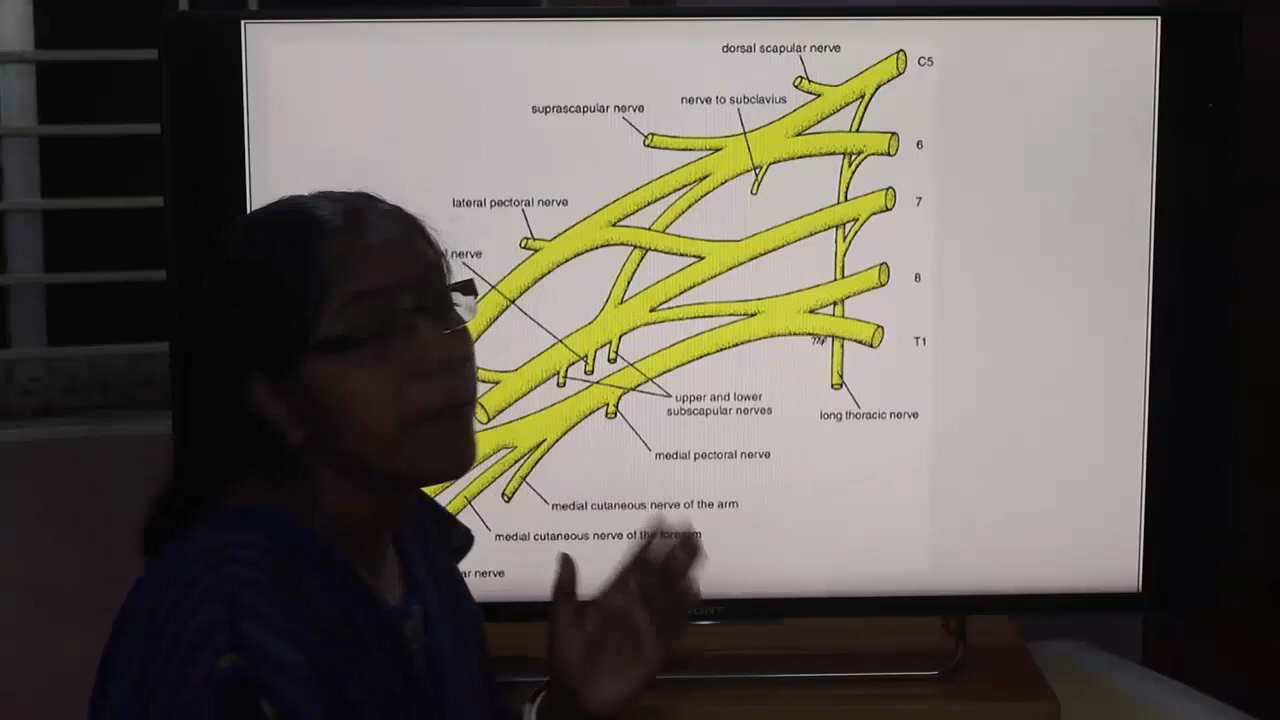 dorsal scapular nerve
C5
nerve to subclavius
suprascapular nerve
6
lateral pectoral nerve
7
nerve
8
T1
upper and lower
subscapular nerves
long thoracic nerve
medial pectoral nerve
medial cutaneous nerve of the arm
medial cutaneous nerve of the forearm
nerve